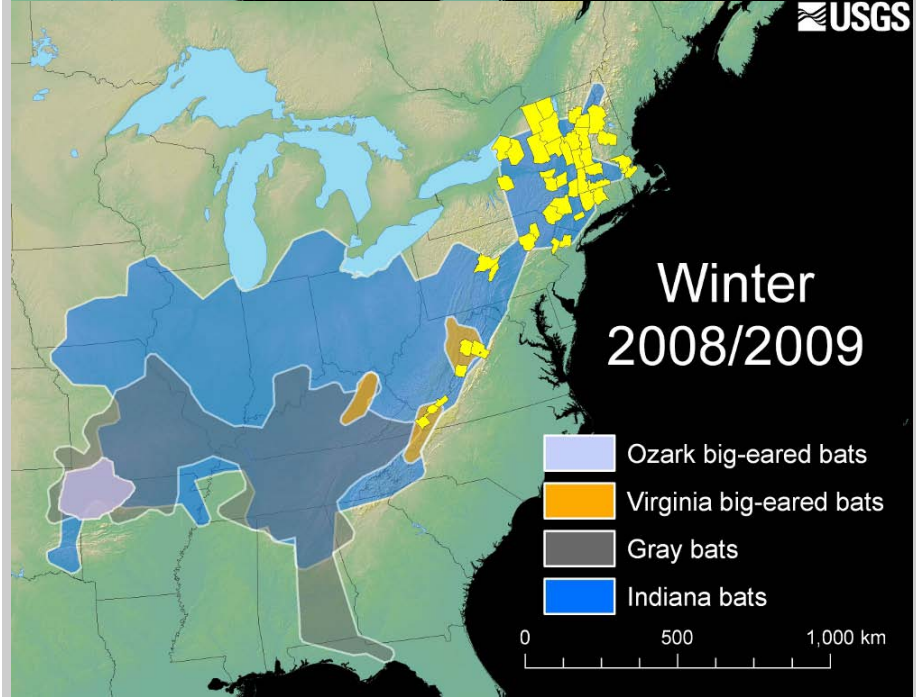 USGS
Winter
2008/2009
Ozark big-eared bats
Virginia big-eared bats
Gray bats
Indiana bats
0 500 1,000 km